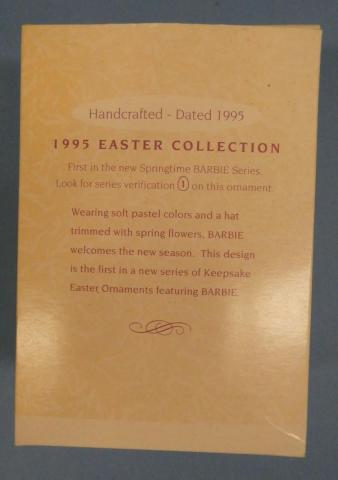 Handcrafted - Dated 1995
1995 EASTER COLLECTION
First in the new Springtime BARBIE Series.
Look for series verification 1 on this ornament.
Wearing soft pastel colors and a hat
trimmed with spring flowers, BARBIE
welcomes the new season. This design
is the first in a new series of Keepsake
Easter Ornaments featuring BARBIE.